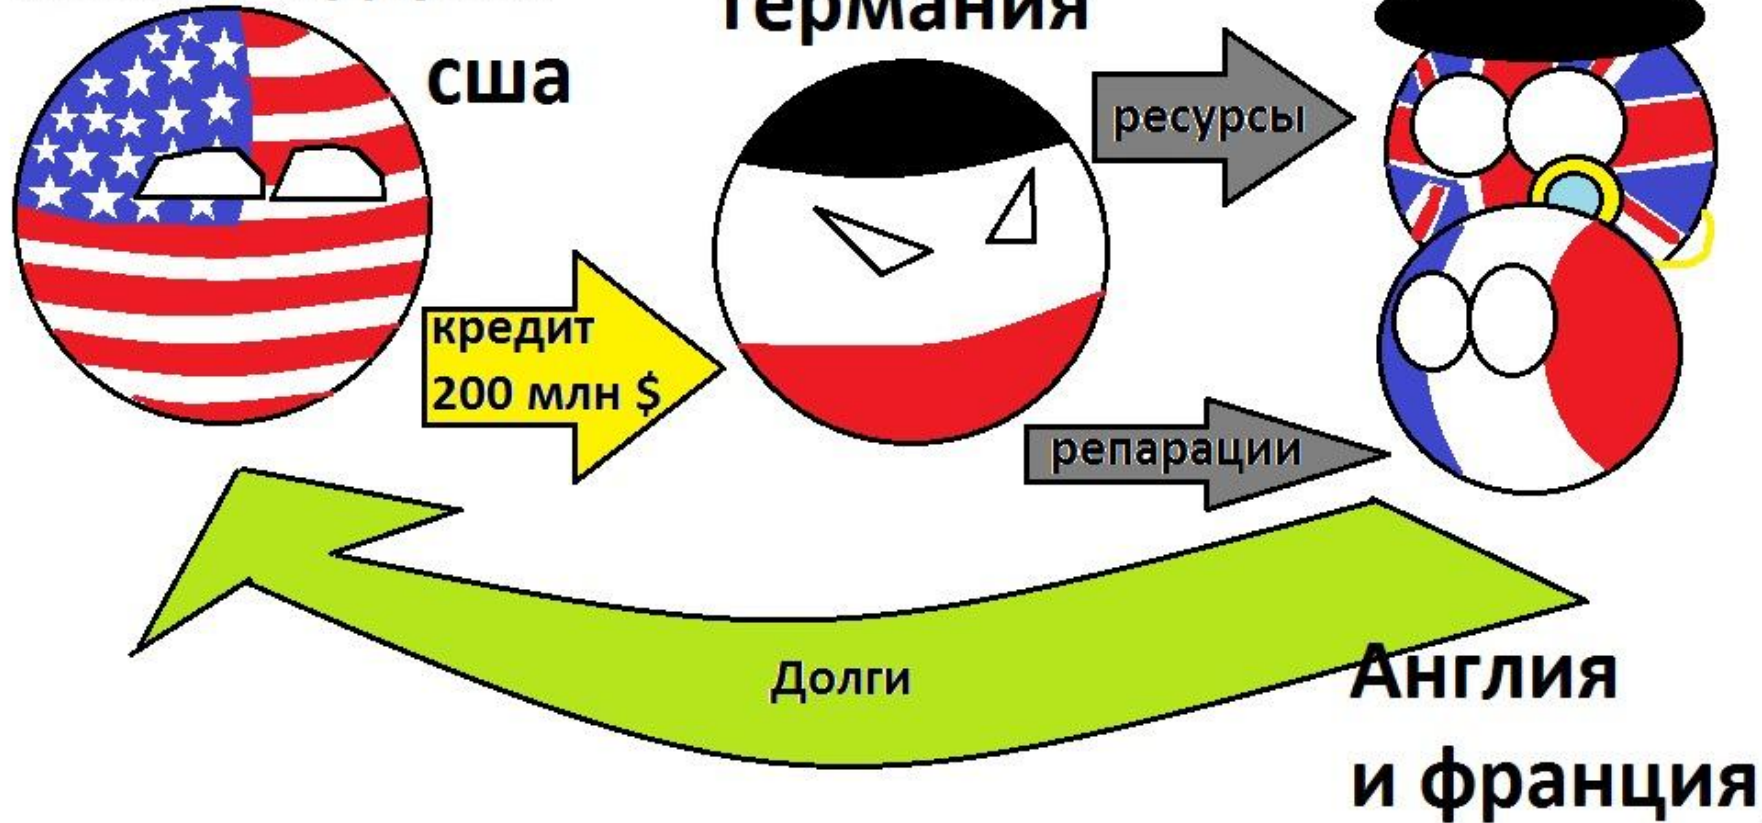 германия
сша
ресурсы
кредит
200 млн $
репарации
Долги
Англия
и франция